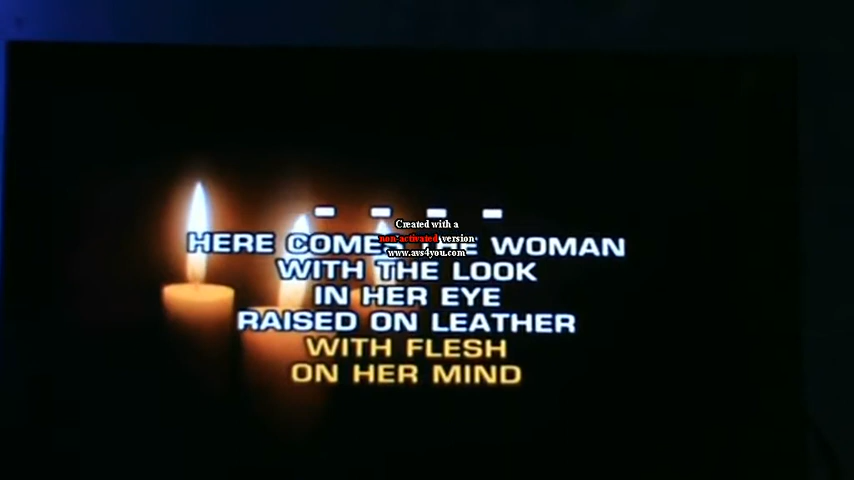 Created with a
non-activated version
www.avs4you.com
HERE COMES THE WOMAN
WITH THE LOOK
IN HER EYE
RAISED ON LEATHER
WITH FLESH
ON HER MIND